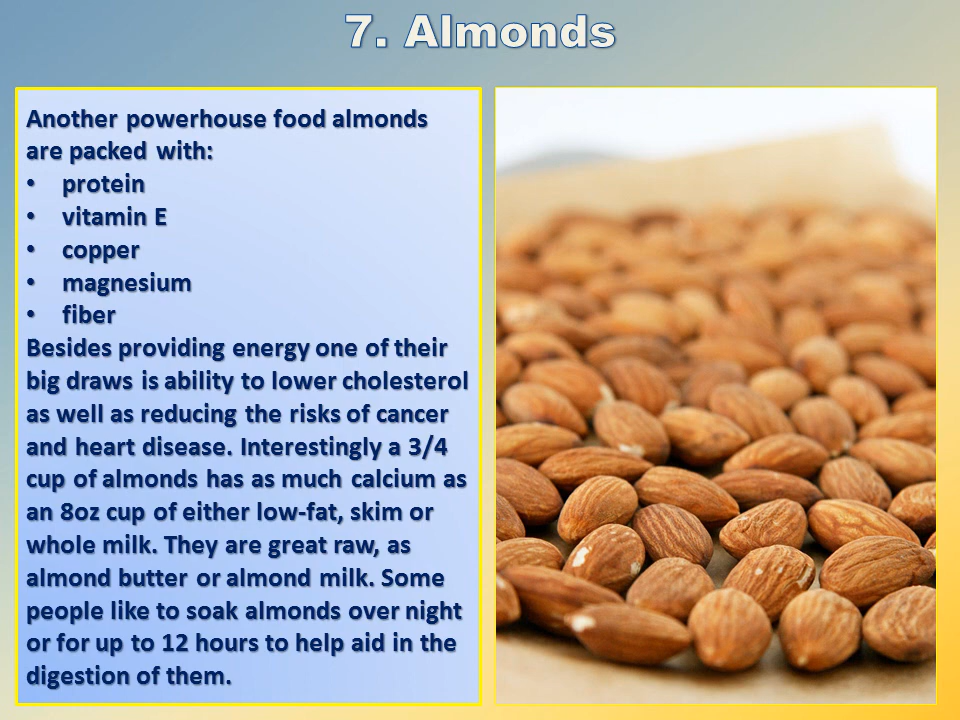 7. Almonds
Another powerhouse food almonds
are packed with:
• protein
• vitamin E
• copper
• magnesium
• fiber
Besides providing energy one of their
big draws is ability to lower cholesterol
as well as reducing the risks of cancer
and heart disease. Interestingly a 3/4
cup of almonds has as much calcium as
an 8oz cup of either low-fat, skim or
whole milk. They are great raw, as
almond butter or almond milk. Some
people like to soak almonds over night
or for up to 12 hours to help aid in the
digestion of them.